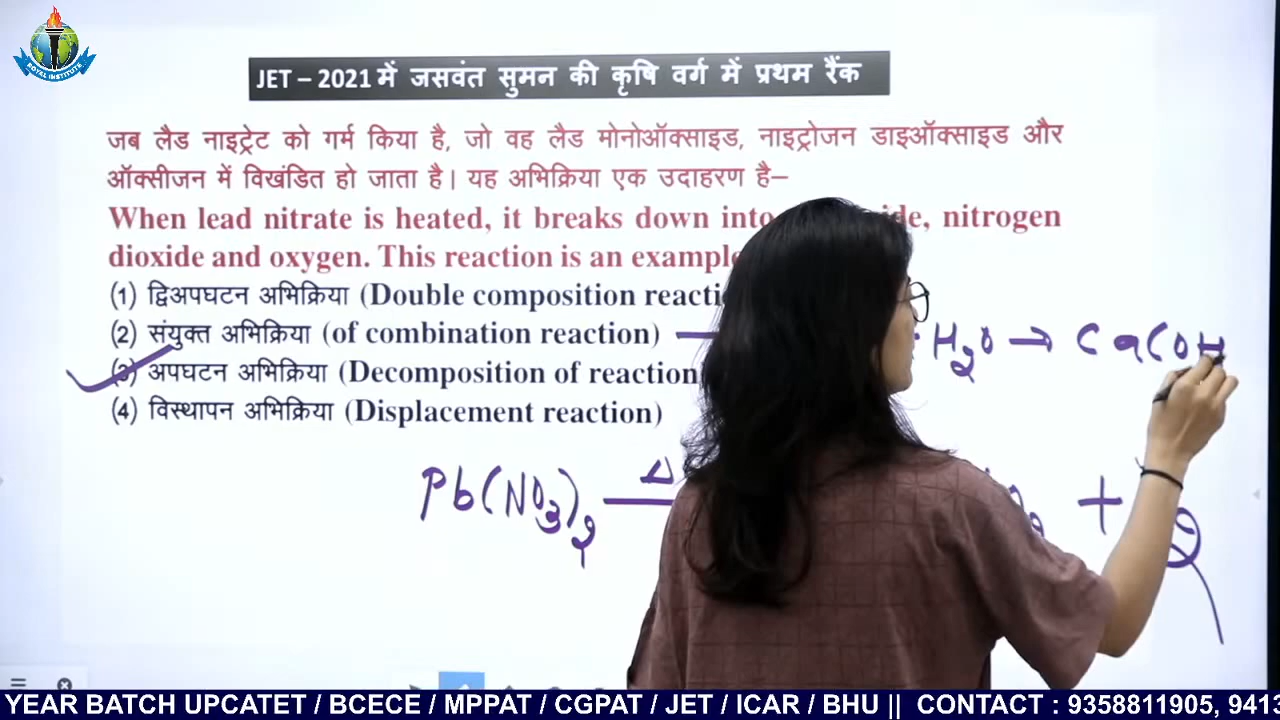 ROYAL INSTITUTE
JET – 2021 में जसवंत सुमन की कृषि वर्ग में प्रथम रैंक
जब लैड नाइट्रेट को गर्म किया है, जो वह लैड मोनोऑक्साइड, नाइट्रोजन डाइऑक्साइड और
ऑक्सीजन में विखंडित हो जाता है। यह अभिक्रिया एक उदाहरण है–
When lead nitrate is heated, it breaks down into nitrogen
dioxide and oxygen. This reaction is an example
(1) द्विअपघटन अभिक्रिया (Double composition
(2) संयुक्त अभिक्रिया (of combination reaction) H2O → CaCOH
(3) अपघटन अभिक्रिया (Decomposition of reaction
(4) विस्थापन अभिक्रिया (Displacement reaction)
Pb(NO3)2 Δ +
YEAR BATCH UPCATET / BCECE / MPPAT / CGPAT / JET / ICAR / BHU || CONTACT : 9358811905, 9413